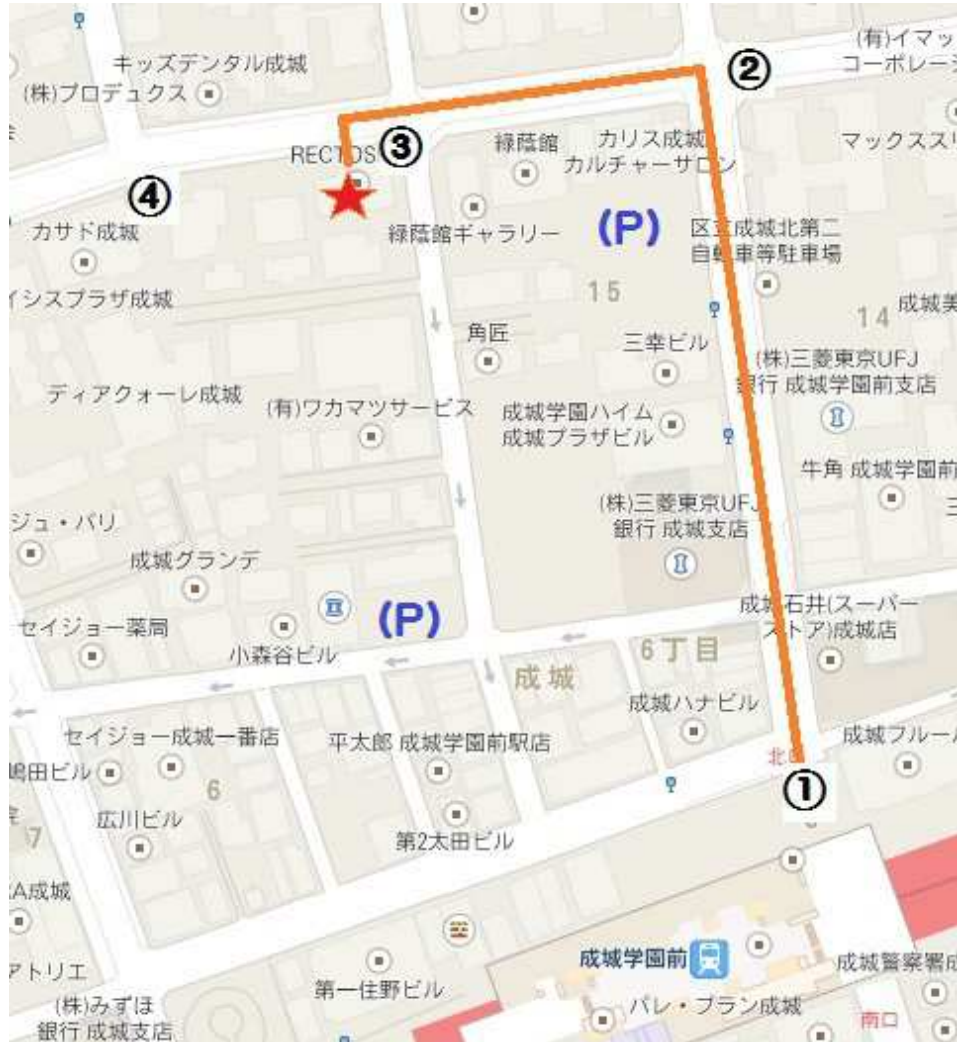 (有)イマッ
コーポレーシ
キッズデンタル成城
(株)プロデュクス
②
カリス成城
カルチャーサロン
マックススリ
緑蔭館
RECTOS
③
④
緑蔭館ギャラリー
(P)
区立成城北第二
自転車等駐車場
カサド成城
イシスプラザ成城
15
14
成城美
角匠
三幸ビル
(株)三菱東京UFJ
銀行 成城学園前支店
ディアクォーレ成城
(有)ワカマツサービス
成城学園ハイム
成城プラザビル
牛角 成城学園前
(株)三菱東京UFJ
銀行 成城支店
三
ジュ・バリ
成城グランデ
成城石井(スーパー
ストア)成城店
セイジョー薬局
(P)
小森谷ビル
6丁目
成城
成城ハナビル
セイジョー成城一番店
平太郎 成城学園前駅店
北口
成城フルール
嶋田ビル
6
①
広川ビル
7
第2太田ビル
A成城
成城学園前
成城警察署成
アトリエ
第一住野ビル
パレ・ブラン成城
(株)みずほ
銀行 成城支店
南口